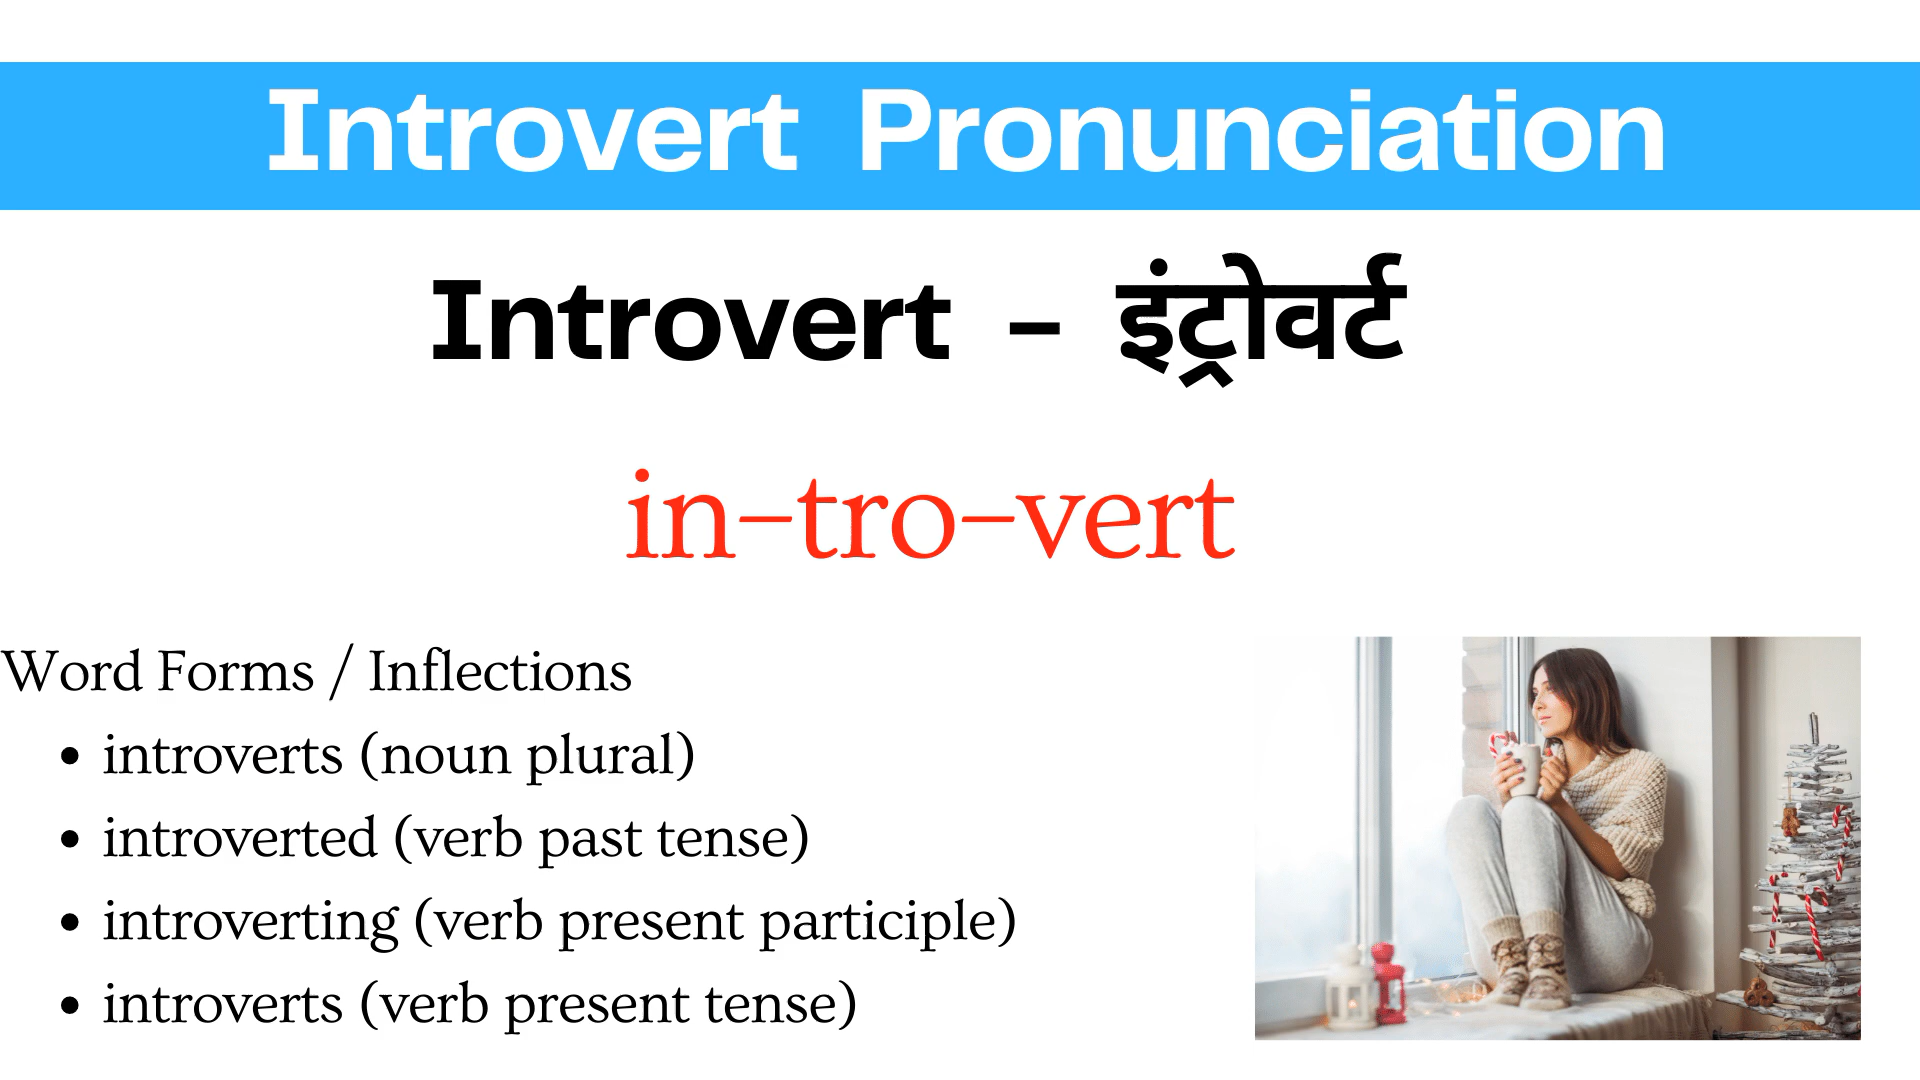 Introvert Pronunciation
Introvert - इंट्रोवर्ट
in-tro-vert
Word Forms / Inflections
• introverts (noun plural)
• introverted (verb past tense)
• introverting (verb present participle)
• introverts (verb present tense)